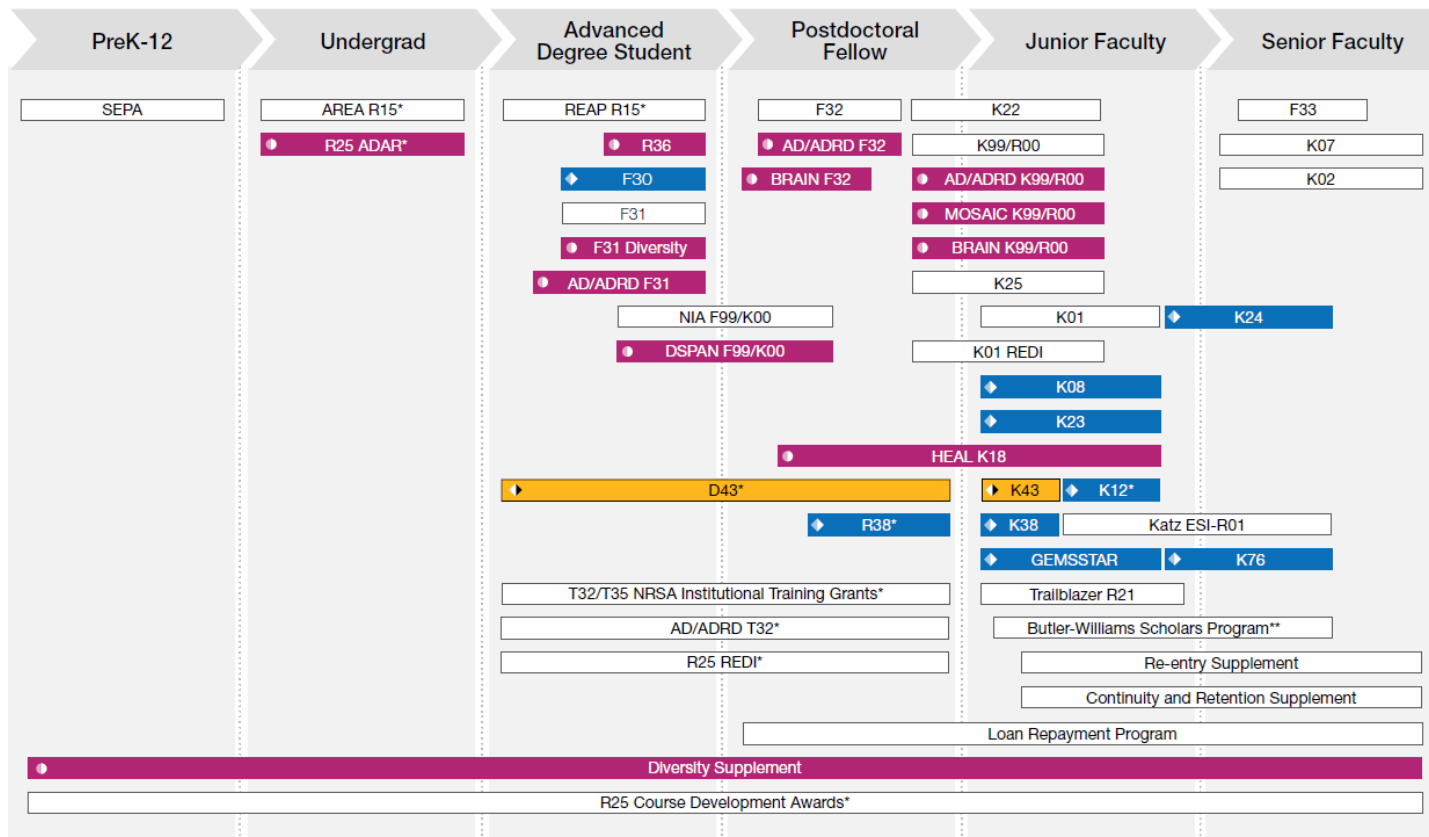 PreK-12
Undergrad
Advanced
Degree Student
Postdoctoral
Fellow
Junior Faculty
Senior Faculty
SEPA
AREA R15*
REAP R15*
F32
K22
F33
R25 ADAR*
R36
AD/ADRD F32
K99/R00
K07
F30
BRAIN F32
AD/ADRD K99/R00
K02
F31
MOSAIC K99/R00
F31 Diversity
BRAIN K99/R00
AD/ADRD F31
K25
NIA F99/K00
K01
K24
DSPAN F99/K00
K01 REDI
K08
K23
HEAL K18
D43*
K43
K12*
R38*
K38
Katz ESI-R01
GEMSSTAR
K76
T32/T35 NRSA Institutional Training Grants*
Trailblazer R21
AD/ADRD T32*
Butler-Williams Scholars Program**
R25 REDI*
Re-entry Supplement
Continuity and Retention Supplement
Loan Repayment Program
Diversity Supplement
R25 Course Development Awards*